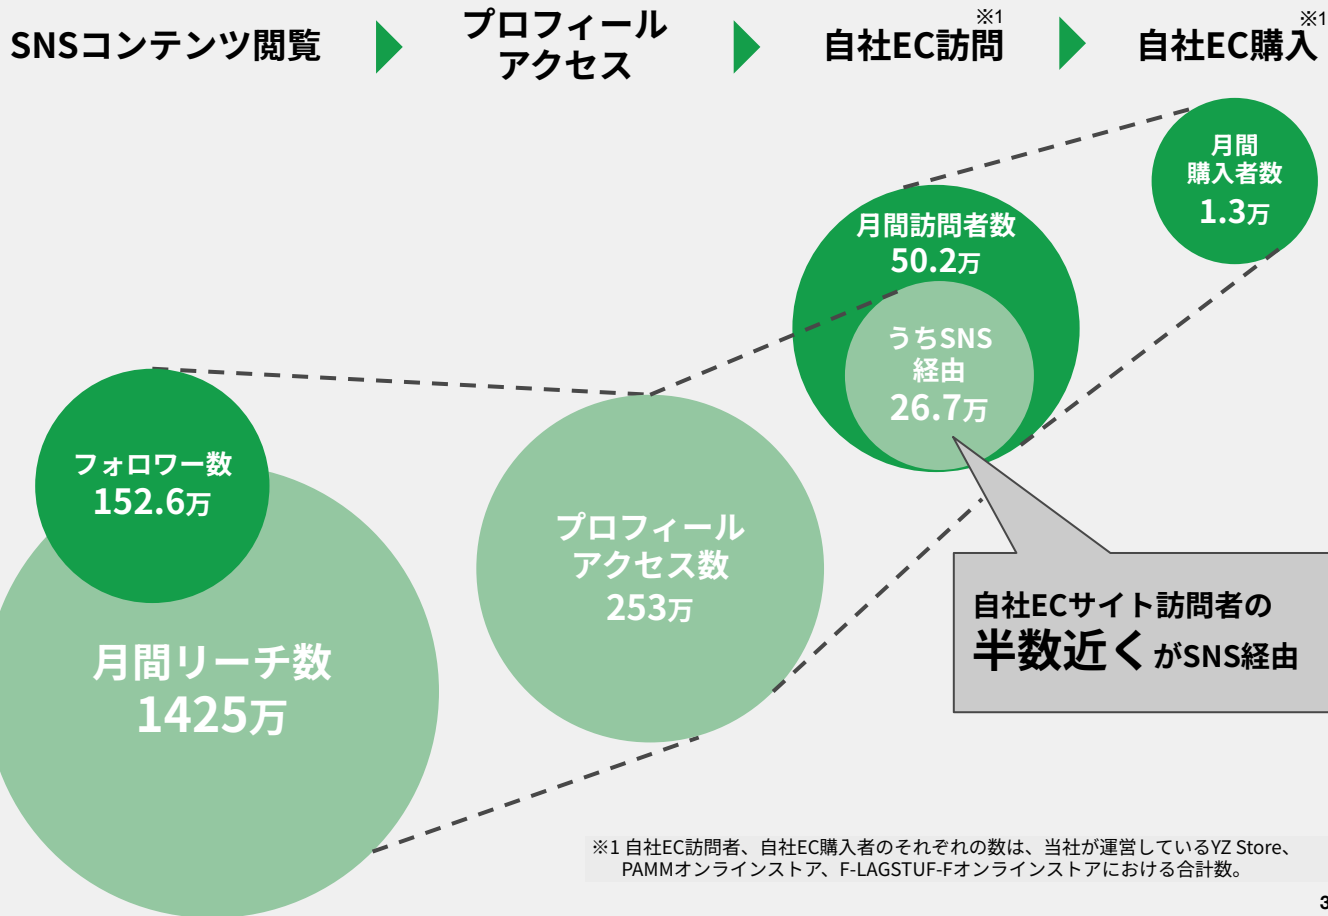 SNSコンテンツ閲覧
プロフィール
アクセス
※1
自社EC訪問
※1
自社EC購入
月間
購入者数
1.3万
月間訪問者数
50.2万
うちSNS
経由
26.7万
フォロワー数
152.6万
プロフィール
アクセス数
253万
自社ECサイト訪問者の
半数近くがSNS経由
月間リーチ数
1425万
※1 自社EC訪問者、自社EC購入者のそれぞれの数は、当社が運営しているYZ Store、
PAMMオンラインストア、F-LAGSTUF-Fオンラインストアにおける合計数。
3